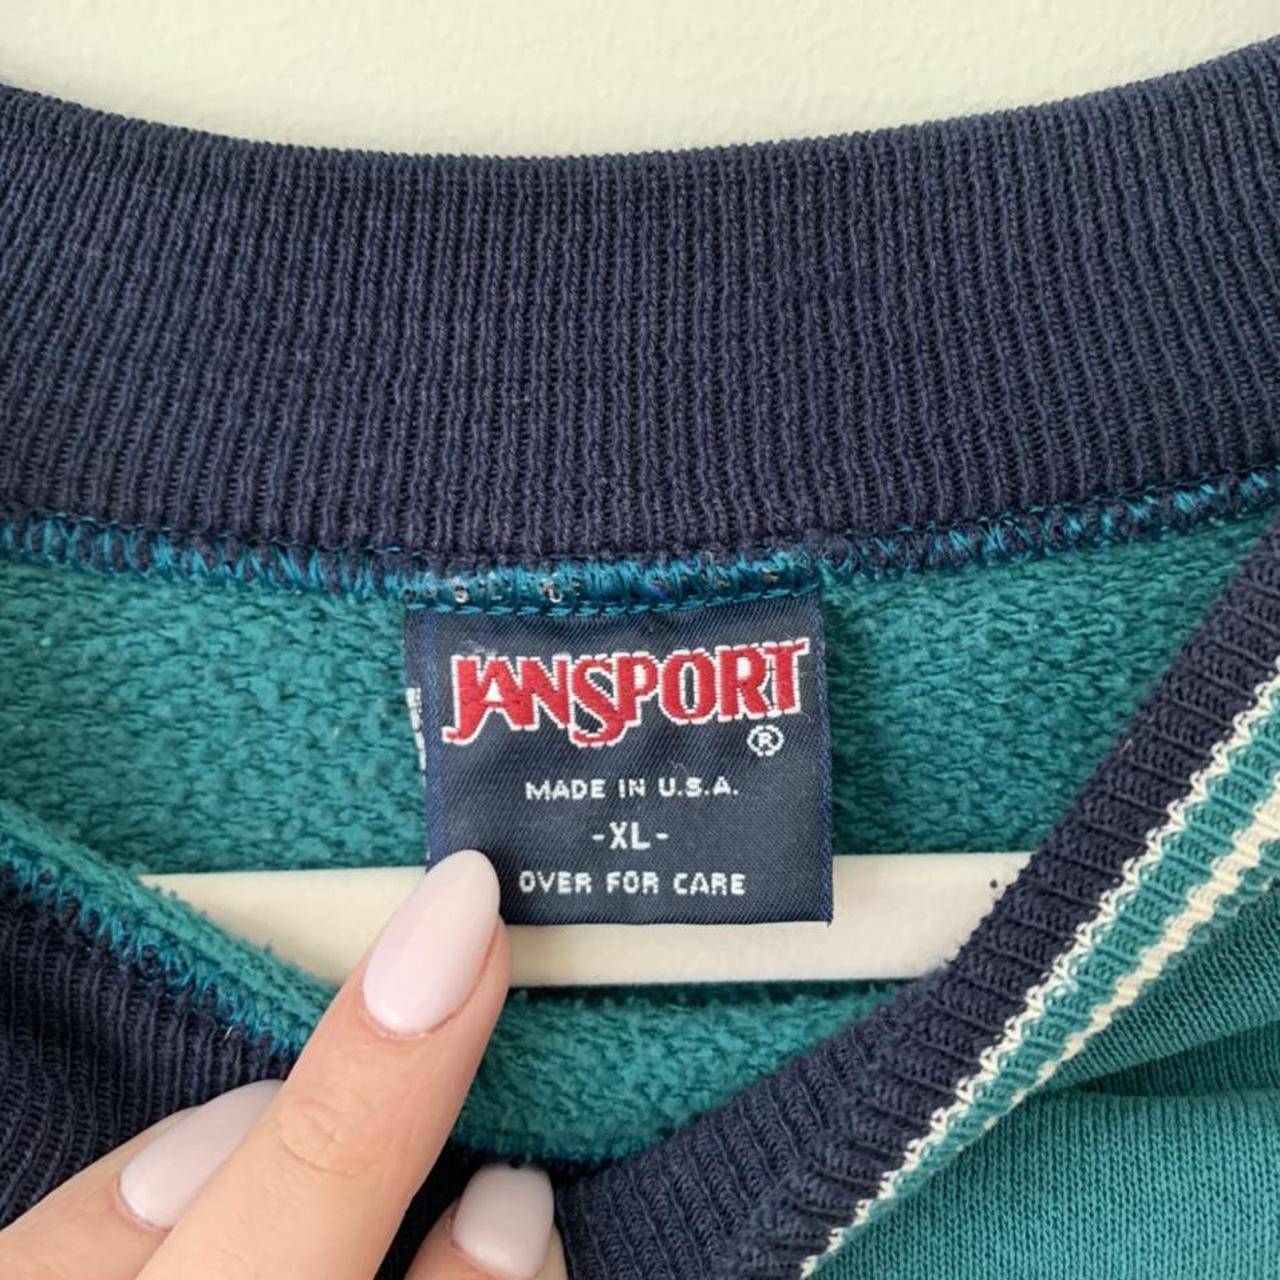 JANSPORT
®
MADE IN U.S.A.
-XL-
OVER FOR CARE